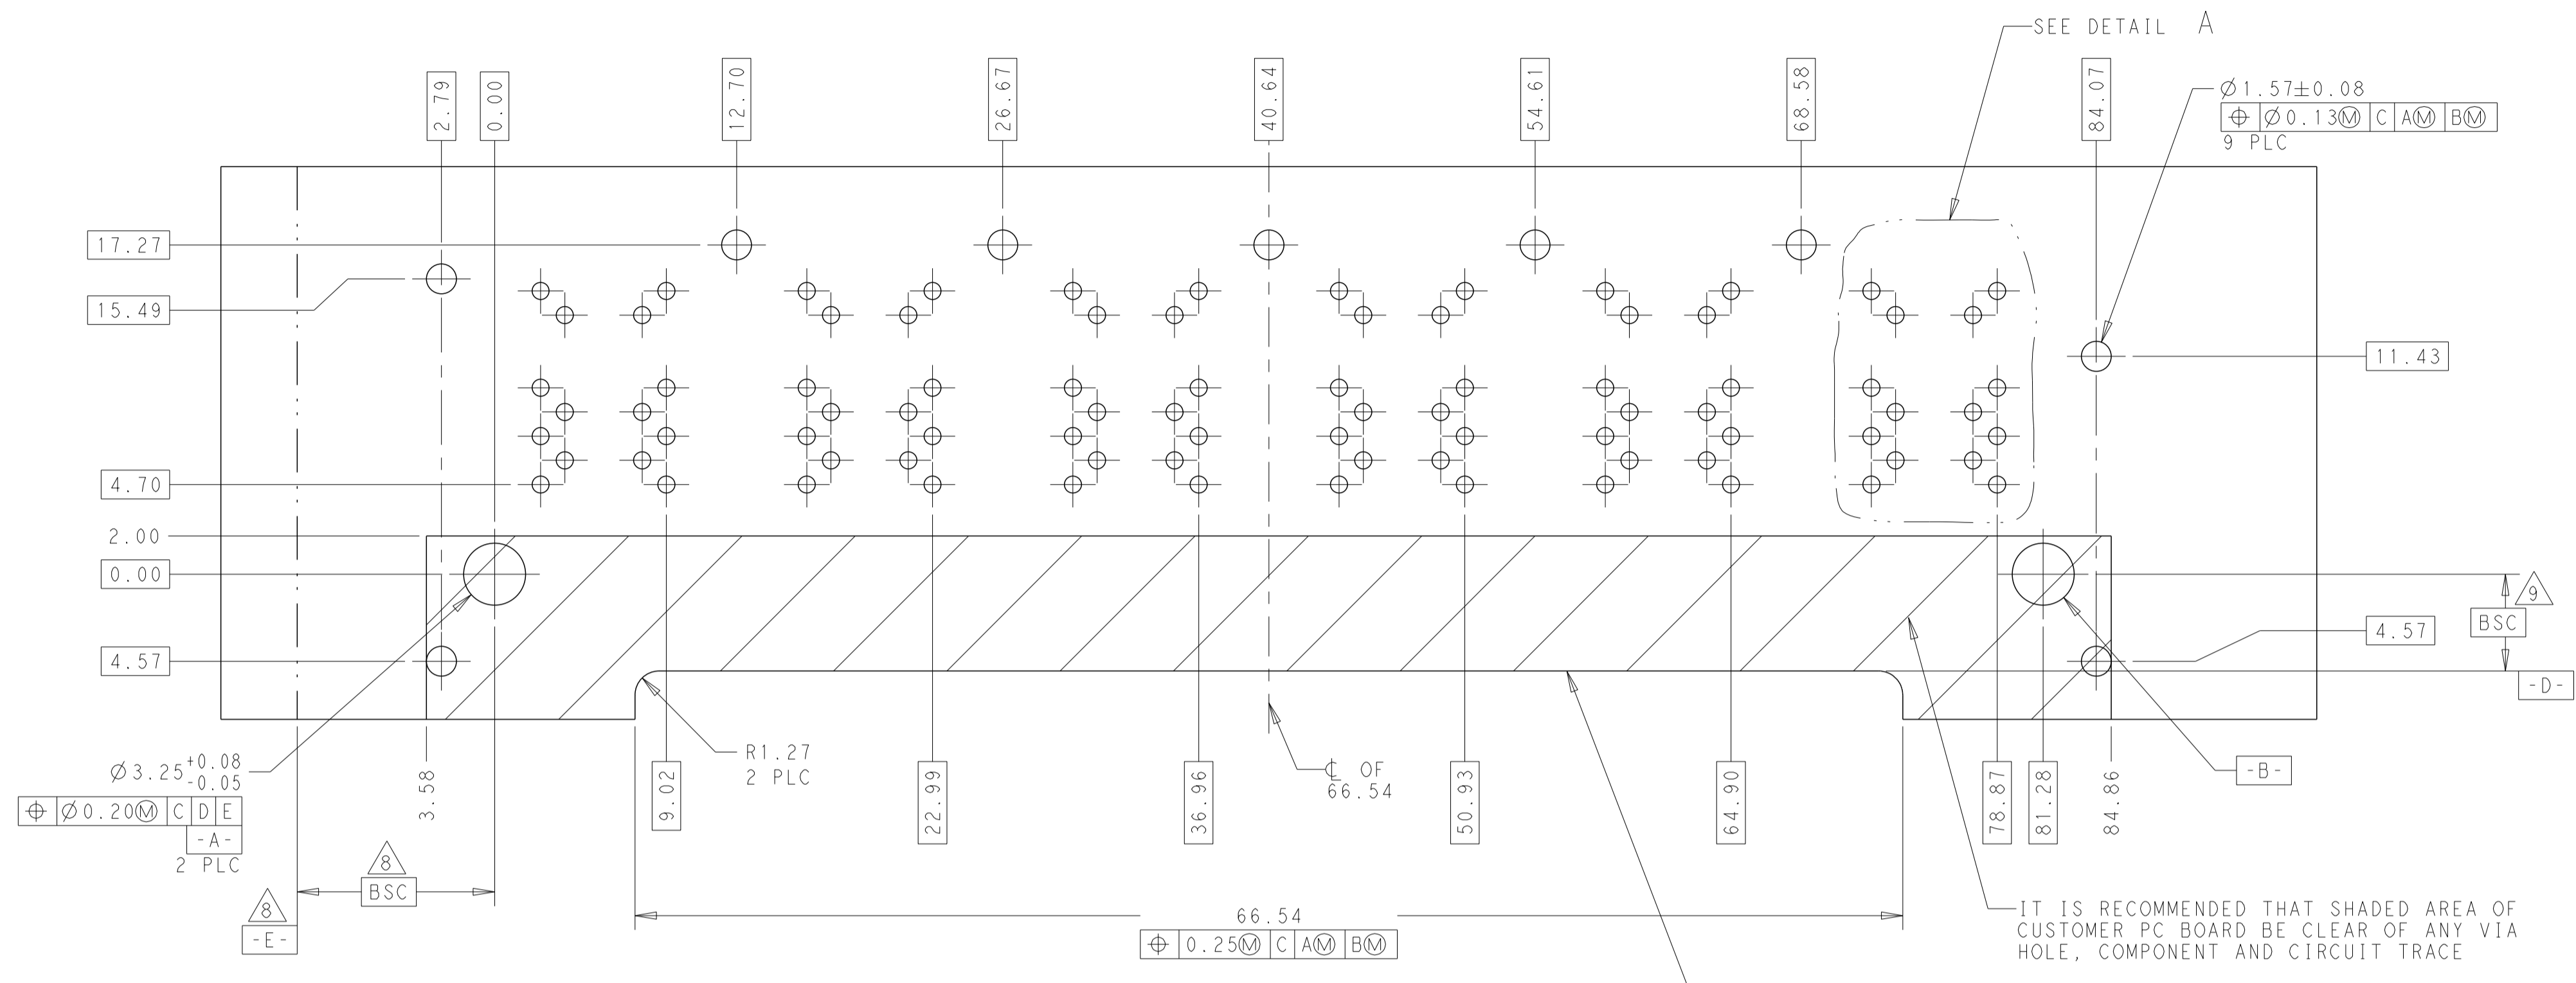 SEE DETAIL A
2.79
0.00
12.70
26.67
40.64
54.61
68.58
84.07
Ø1.57±0.08
⌖ Ø0.13Ⓜ C AⓂ BⓂ
9 PLC
17.27
15.49
11.43
4.70
2.00
0.00
4.57
9
BSC
4.57
-D-
Ø3.25 +0.08
-0.05
⌖ Ø0.20Ⓜ C D E
-A-
2 PLC
3.58
R1.27
2 PLC
9.02
22.99
36.96
℄ OF
66.54
50.93
64.90
78.87
81.28
84.86
-B-
8
BSC
8
-E-
66.54
⌖ 0.25Ⓜ C AⓂ BⓂ
IT IS RECOMMENDED THAT SHADED AREA OF
CUSTOMER PC BOARD BE CLEAR OF ANY VIA
HOLE, COMPONENT AND CIRCUIT TRACE